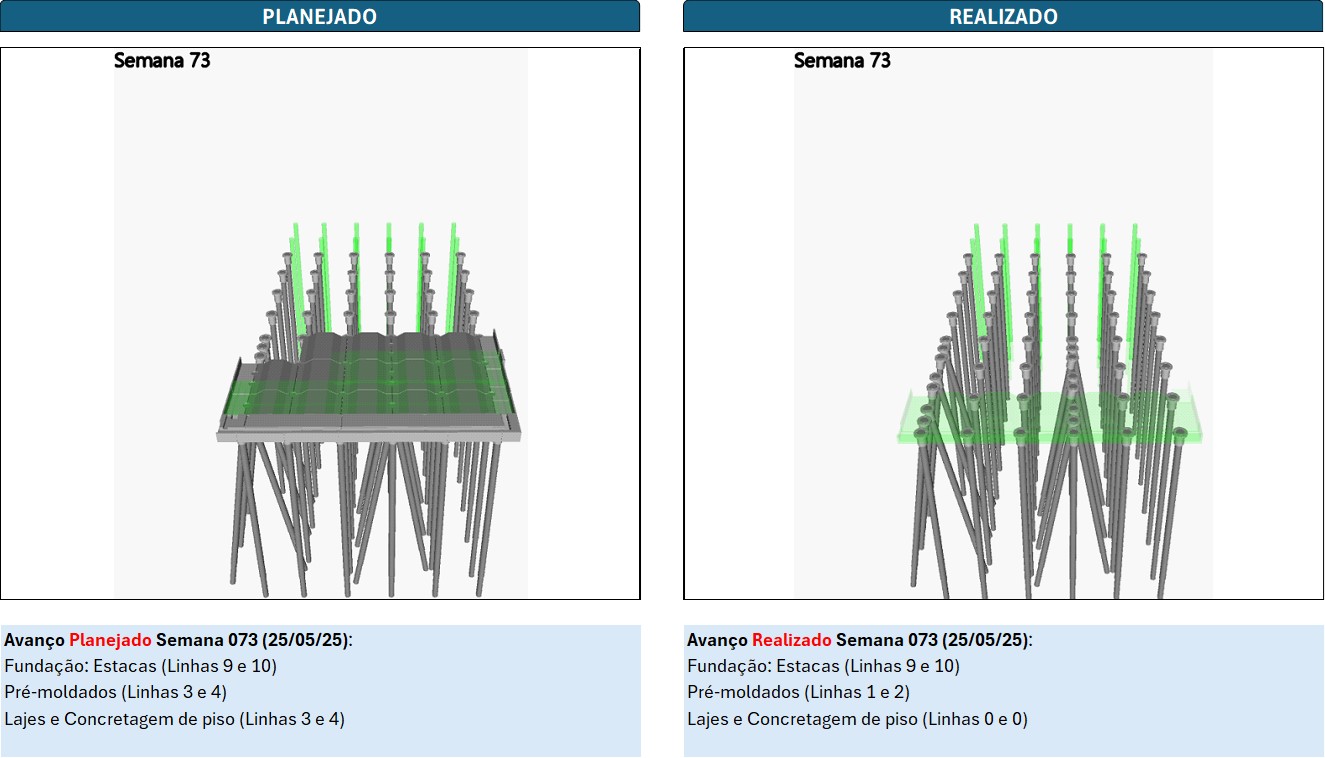 PLANEJADO
Semana 73
Avanço Planejado Semana 073 (25/05/25):
Fundação: Estacas (Linhas 9 e 10)
Pré-moldados (Linhas 3 e 4)
Lajes e Concretagem de piso (Linhas 3 e 4)
REALIZADO
Semana 73
Avanço Realizado Semana 073 (25/05/25):
Fundação: Estacas (Linhas 9 e 10)
Pré-moldados (Linhas 1 e 2)
Lajes e Concretagem de piso (Linhas 0 e 0)